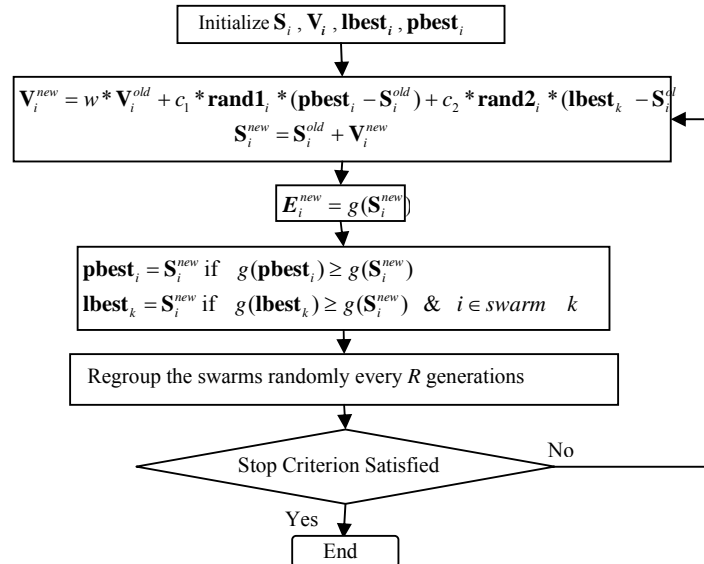 Initialize S_i , V_i , lbest_i , pbest_i
V_i^{new} = w * V_i^{old} + c_1 * rand1_i * (pbest_i − S_i^{old}) + c_2 * rand2_i * (lbest_k − S_i^{ol
S_i^{new} = S_i^{old} + V_i^{new}
E_i^{new} = g(S_i^{new})
pbest_i = S_i^{new} if g(pbest_i) ≥ g(S_i^{new})
lbest_k = S_i^{new} if g(lbest_k) ≥ g(S_i^{new}) & i ∈ swarm k
Regroup the swarms randomly every R generations
Stop Criterion Satisfied
No
Yes
End